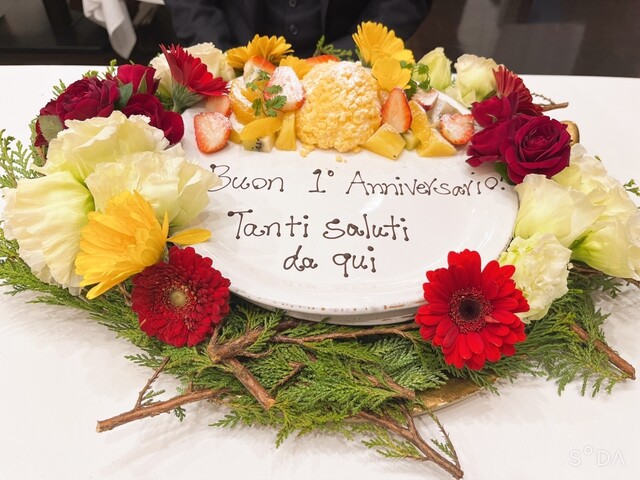 Buon 1° Anniversario.
Tanti saluti
da qui
S°DA